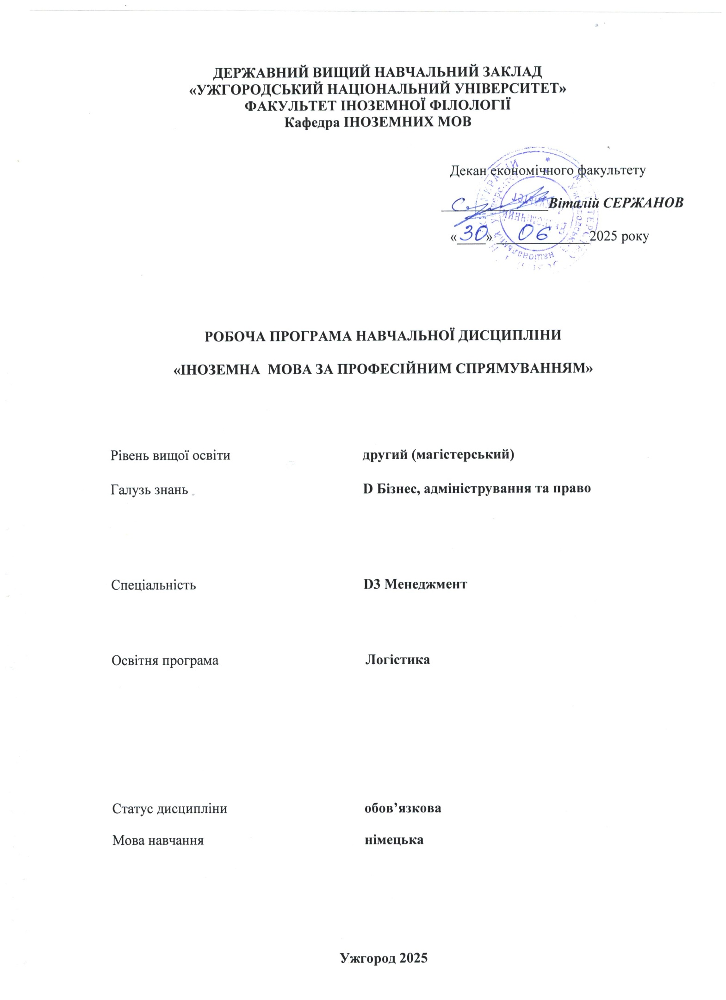 ДЕРЖАВНИЙ ВИЩИЙ НАВЧАЛЬНИЙ ЗАКЛАД
«УЖГОРОДСЬКИЙ НАЦІОНАЛЬНИЙ УНІВЕРСИТЕТ»
ФАКУЛЬТЕТ ІНОЗЕМНОЇ ФІЛОЛОГІЇ
Кафедра ІНОЗЕМНИХ МОВ
Декан економічного факультету
Віталій СЕРЖАНОВ
«30» 06 2025 року
РОБОЧА ПРОГРАМА НАВЧАЛЬНОЇ ДИСЦИПЛІНИ
«ІНОЗЕМНА МОВА ЗА ПРОФЕСІЙНИМ СПРЯМУВАННЯМ»
Рівень вищої освіти другий (магістерський)
Галузь знань D Бізнес, адміністрування та право
Спеціальність D3 Менеджмент
Освітня програма Логістика
Статус дисципліни обов’язкова
Мова навчання німецька
Ужгород 2025